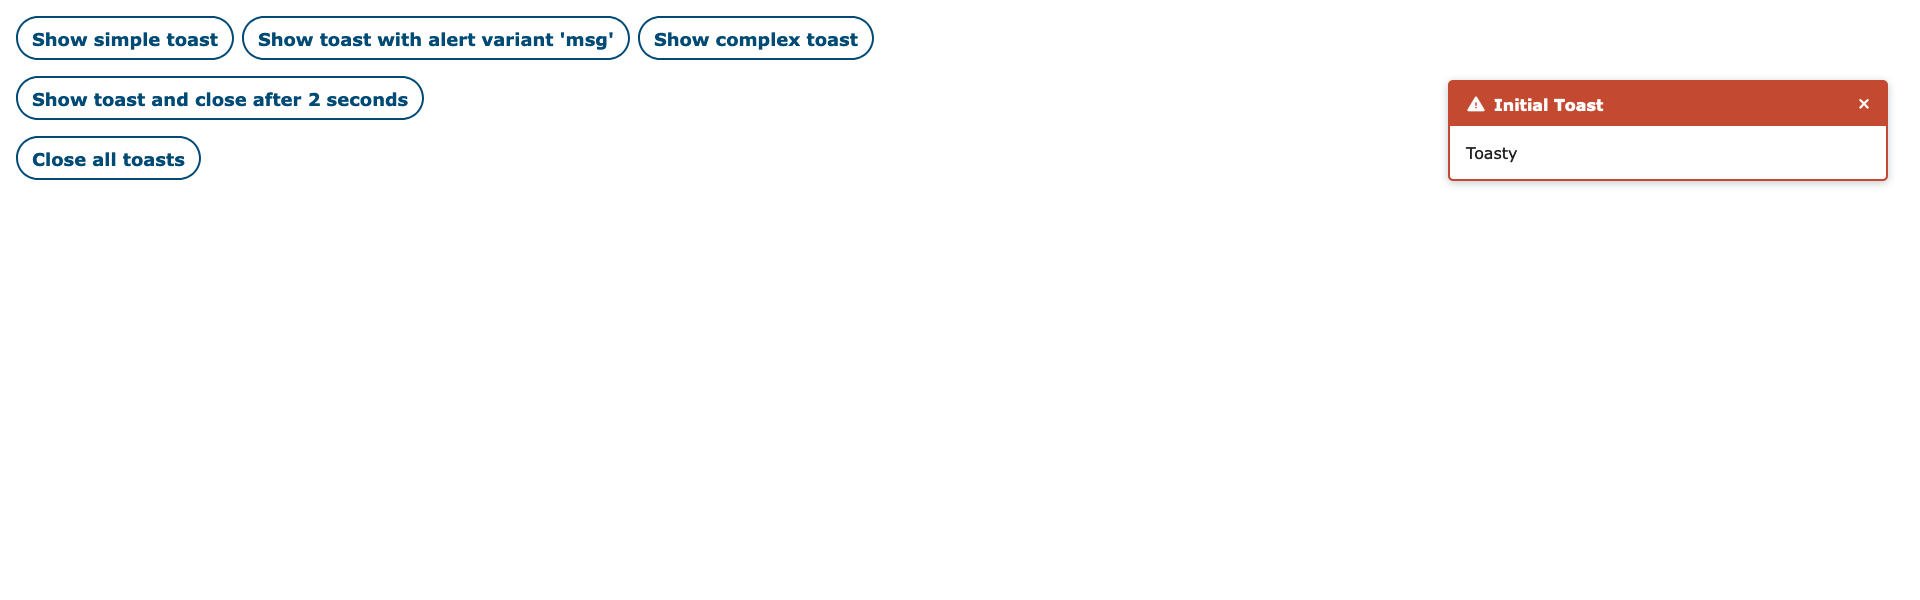 Show simple toast
Show toast with alert variant 'msg'
Show complex toast
Show toast and close after 2 seconds
Close all toasts
Initial Toast
Toasty